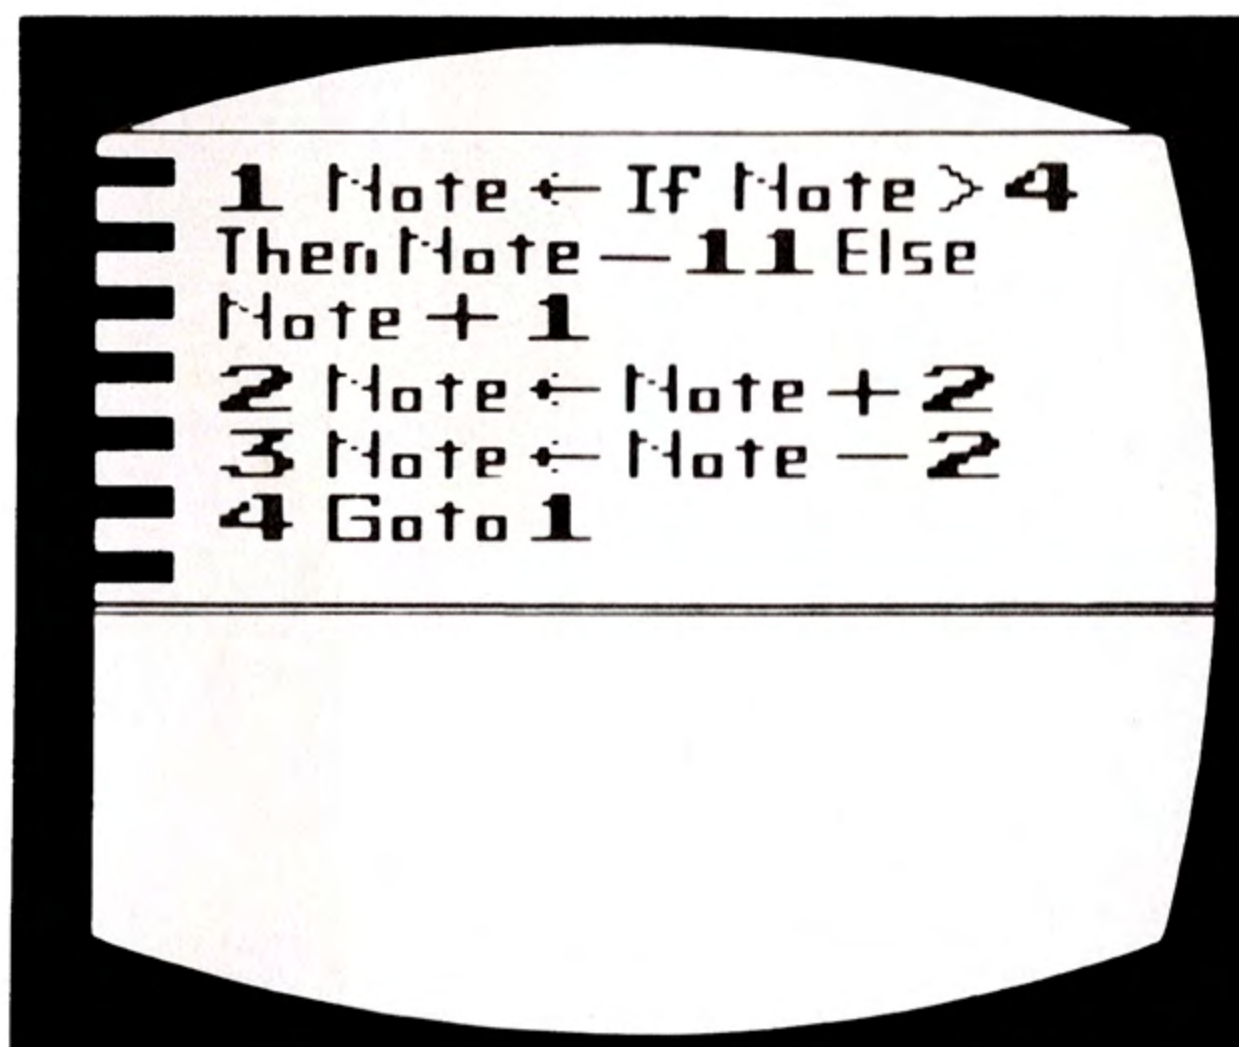 1 Note ← If Note > 4
Then Note — 11 Else
Note + 1
2 Note ← Note + 2
3 Note ← Note — 2
4 Goto 1